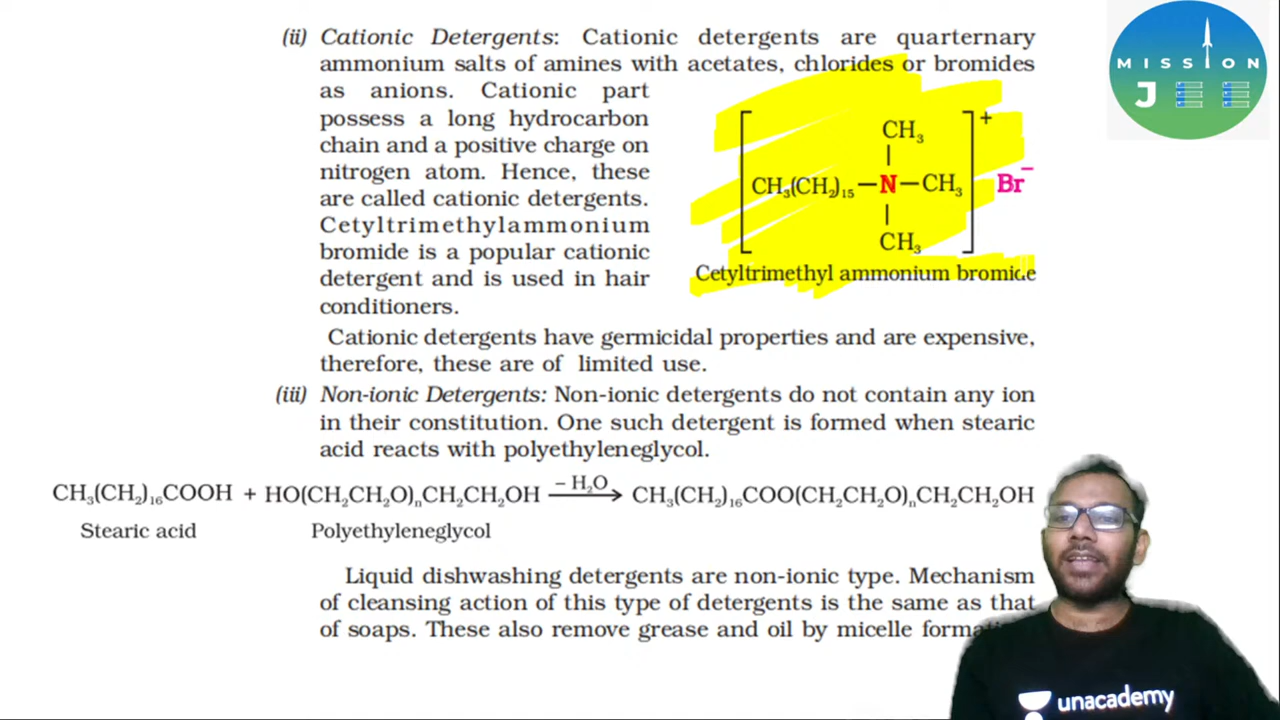 (ii) Cationic Detergents: Cationic detergents are quarternary
ammonium salts of amines with acetates, chlorides or bromides
as anions. Cationic part
possess a long hydrocarbon
chain and a positive charge on
nitrogen atom. Hence, these
are called cationic detergents.
Cetyltrimethylammonium
bromide is a popular cationic
detergent and is used in hair
conditioners.
CH₃
[CH₃(CH₂)₁₅—N—CH₃]⁺ Br⁻
CH₃
Cetyltrimethyl ammonium bromide
Cationic detergents have germicidal properties and are expensive,
therefore, these are of limited use.
(iii) Non-ionic Detergents: Non-ionic detergents do not contain any ion
in their constitution. One such detergent is formed when stearic
acid reacts with polyethyleneglycol.
CH₃(CH₂)₁₆COOH + HO(CH₂CH₂O)ₙCH₂CH₂OH – H₂O → CH₃(CH₂)₁₆COO(CH₂CH₂O)ₙCH₂CH₂OH
Stearic acid Polyethyleneglycol
Liquid dishwashing detergents are non-ionic type. Mechanism
of cleansing action of this type of detergents is the same as that
of soaps. These also remove grease and oil by micelle
MISSION
JEE
unacademy